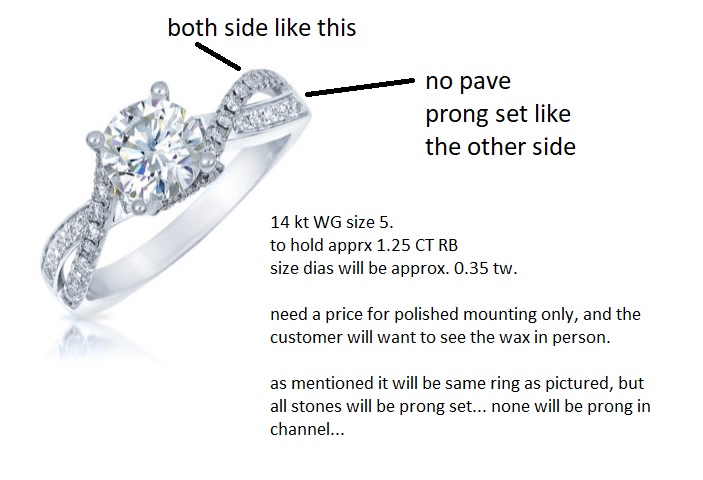 both side like this
no pave
prong set like
the other side
14 kt WG size 5.
to hold apprx 1.25 CT RB
size dias will be approx. 0.35 tw.
need a price for polished mounting only, and the
customer will want to see the wax in person.
as mentioned it will be same ring as pictured, but
all stones will be prong set... none will be prong in
channel...